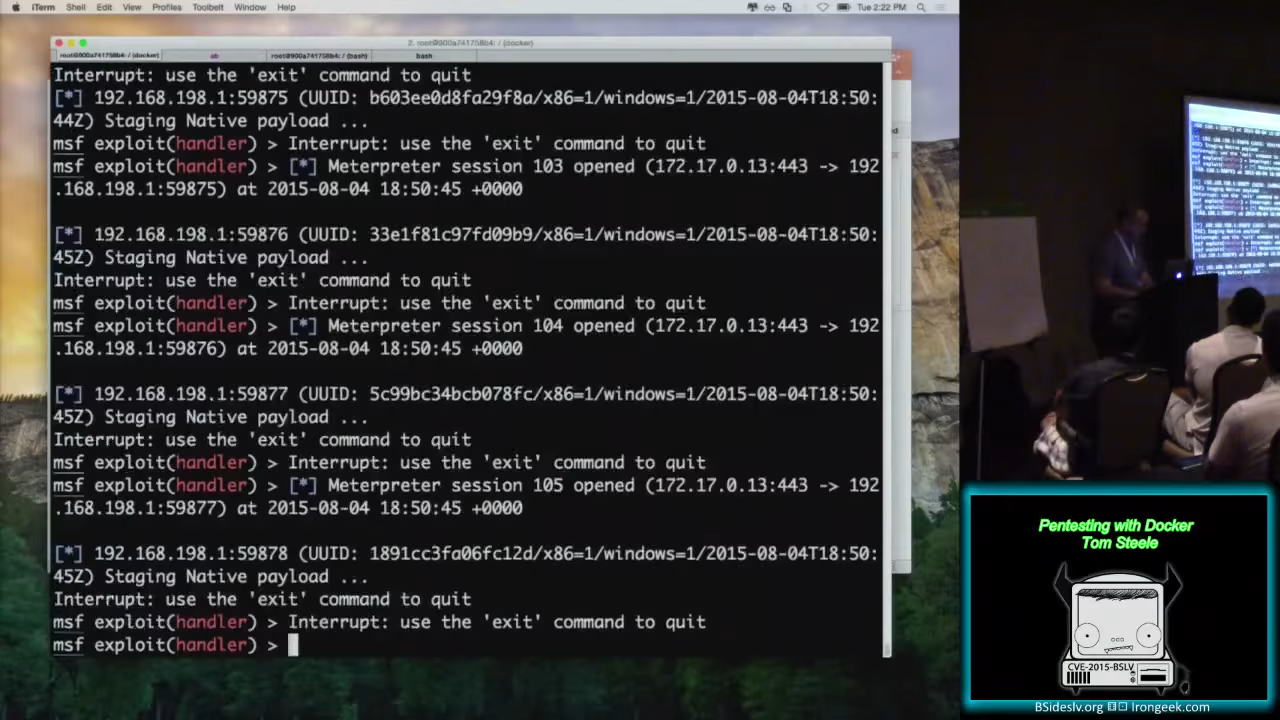 iTerm Shell Edit View Profiles Toolbelt Window Help Tue 2:22 PM
2. root@900a741758b4: / (docker)
root@900a741758b4: / (docker) root@900a741758b4: / (bash) bash
Interrupt: use the 'exit' command to quit
[*] 192.168.198.1:59875 (UUID: b603ee0d8fa29f8a/x86=1/windows=1/2015-08-04T18:50:
44Z) Staging Native payload ...
msf exploit(handler) > Interrupt: use the 'exit' command to quit
msf exploit(handler) > [*] Meterpreter session 103 opened (172.17.0.13:443 -> 192
.168.198.1:59875) at 2015-08-04 18:50:45 +0000
[*] 192.168.198.1:59876 (UUID: 33e1f81c97fd9989/x86=1/windows=1/2015-08-04T18:50:
45Z) Staging Native payload ...
Interrupt: use the 'exit' command to quit
msf exploit(handler) > Interrupt: use the 'exit' command to quit
msf exploit(handler) > [*] Meterpreter session 104 opened (172.17.0.13:443 -> 192
.168.198.1:59876) at 2015-08-04 18:50:45 +0000
[*] 192.168.198.1:59877 (UUID: 5c99bc34bcb078fc/x86=1/windows=1/2015-08-04T18:50:
45Z) Staging Native payload ...
Interrupt: use the 'exit' command to quit
msf exploit(handler) > Interrupt: use the 'exit' command to quit
msf exploit(handler) > [*] Meterpreter session 105 opened (172.17.0.13:443 -> 192
.168.198.1:59877) at 2015-08-04 18:50:45 +0000
[*] 192.168.198.1:59878 (UUID: 1891cc3fa06fc12d/x86=1/windows=1/2015-08-04T18:50:
45Z) Staging Native payload ...
Interrupt: use the 'exit' command to quit
msf exploit(handler) > Interrupt: use the 'exit' command to quit
msf exploit(handler) >
Pentesting with Docker
Tom Steele
CVE-2015-BSLV
BSideslv.org Irongeek.com